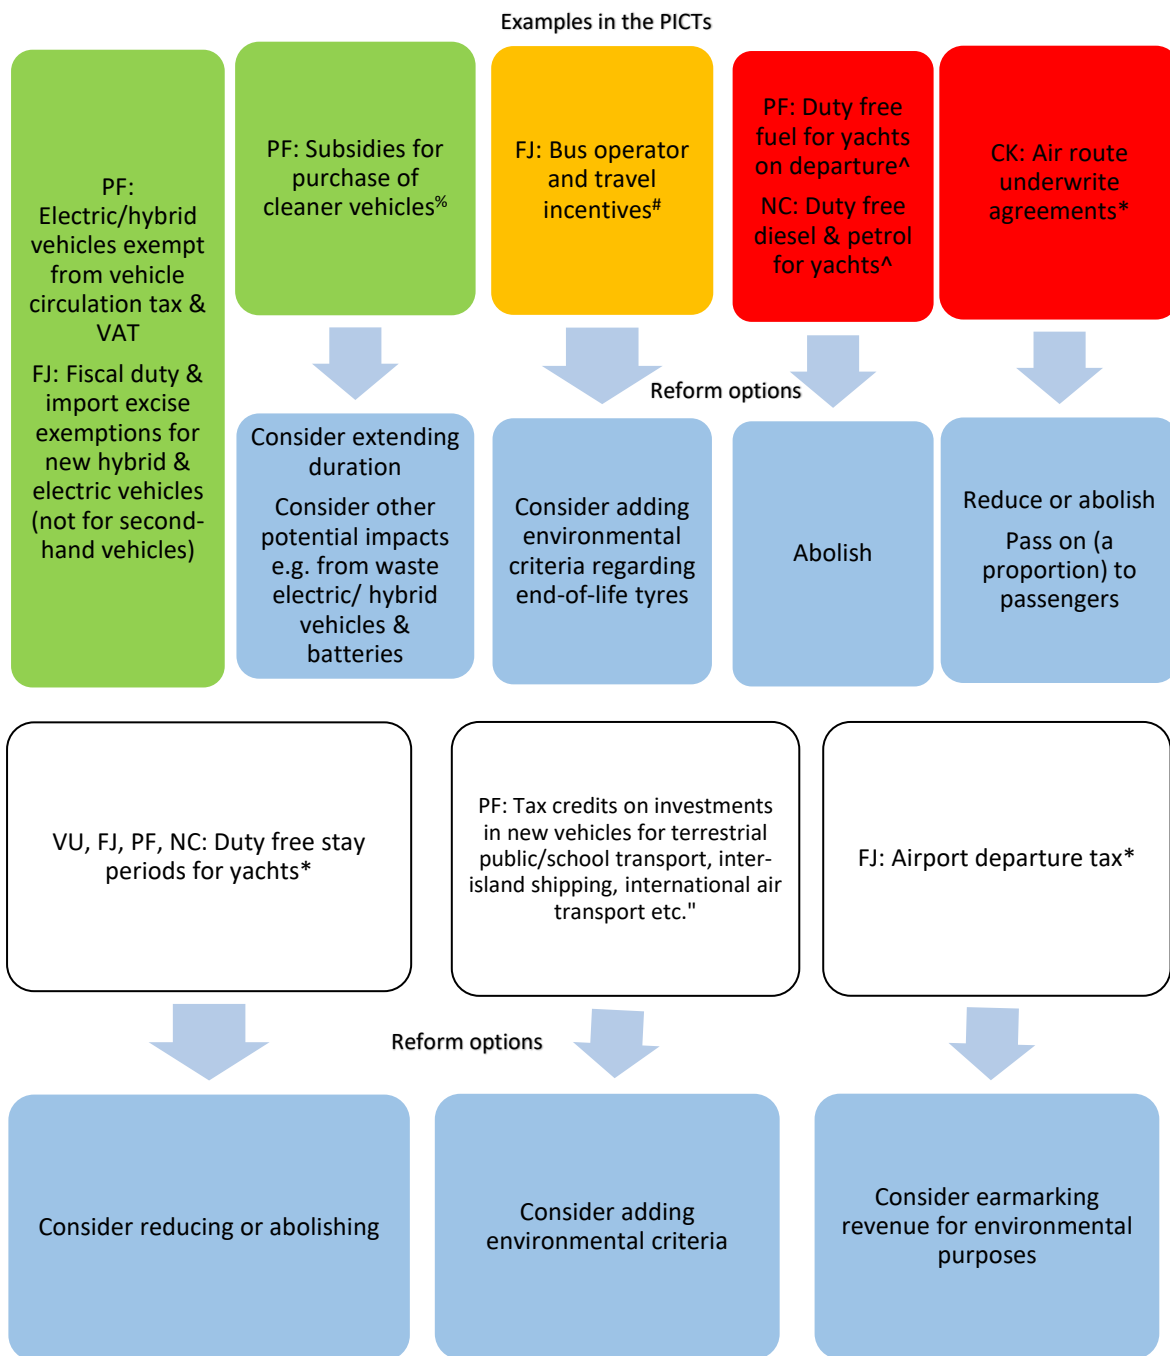 Examples in the PICTs
PF:
Electric/hybrid
vehicles exempt
from vehicle
circulation tax &
VAT
FJ: Fiscal duty &
import excise
exemptions for
new hybrid &
electric vehicles
(not for second-
hand vehicles)
PF: Subsidies for
purchase of
cleaner vehicles%
FJ: Bus operator
and travel
incentives#
PF: Duty free
fuel for yachts
on departure^
NC: Duty free
diesel & petrol
for yachts^
CK: Air route
underwrite
agreements*
Reform options
Consider extending
duration
Consider other
potential impacts
e.g. from waste
electric/ hybrid
vehicles &
batteries
Consider adding
environmental
criteria regarding
end-of-life tyres
Abolish
Reduce or abolish
Pass on (a
proportion) to
passengers
VU, FJ, PF, NC: Duty free stay
periods for yachts*
PF: Tax credits on investments
in new vehicles for terrestrial
public/school transport, inter-
island shipping, international air
transport etc."
FJ: Airport departure tax*
Reform options
Consider reducing or abolishing
Consider adding
environmental criteria
Consider earmarking
revenue for environmental
purposes